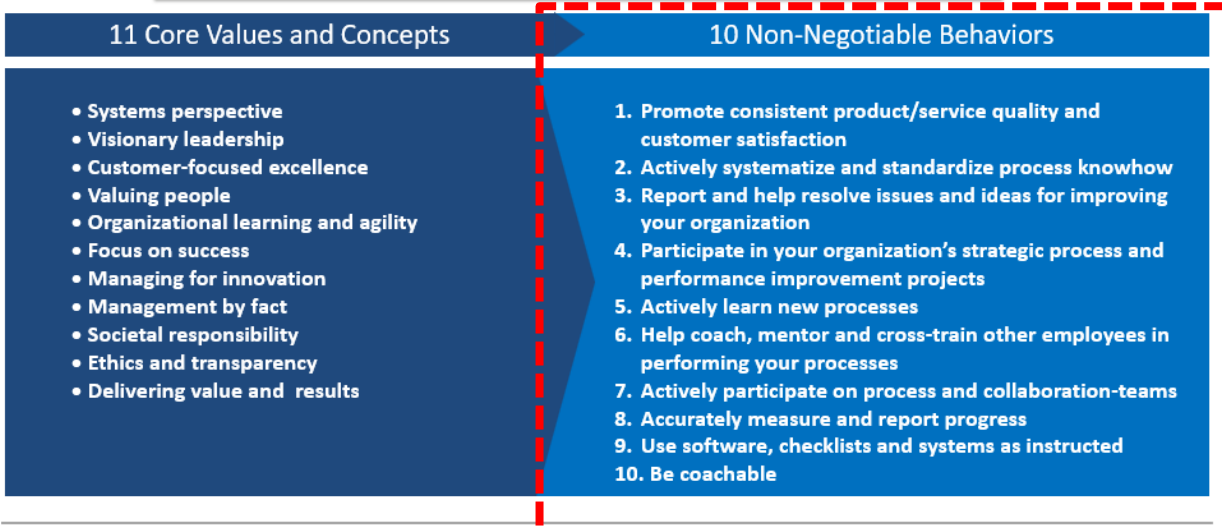 11 Core Values and Concepts
• Systems perspective
• Visionary leadership
• Customer-focused excellence
• Valuing people
• Organizational learning and agility
• Focus on success
• Managing for innovation
• Management by fact
• Societal responsibility
• Ethics and transparency
• Delivering value and  results
10 Non-Negotiable Behaviors
1. Promote consistent product/service quality and
customer satisfaction
2. Actively systematize and standardize process knowhow
3. Report and help resolve issues and ideas for improving
your organization
4. Participate in your organization’s strategic process and
performance improvement projects
5. Actively learn new processes
6. Help coach, mentor and cross-train other employees in
performing your processes
7. Actively participate on process and collaboration-teams
8. Accurately measure and report progress
9. Use software, checklists and systems as instructed
10. Be coachable